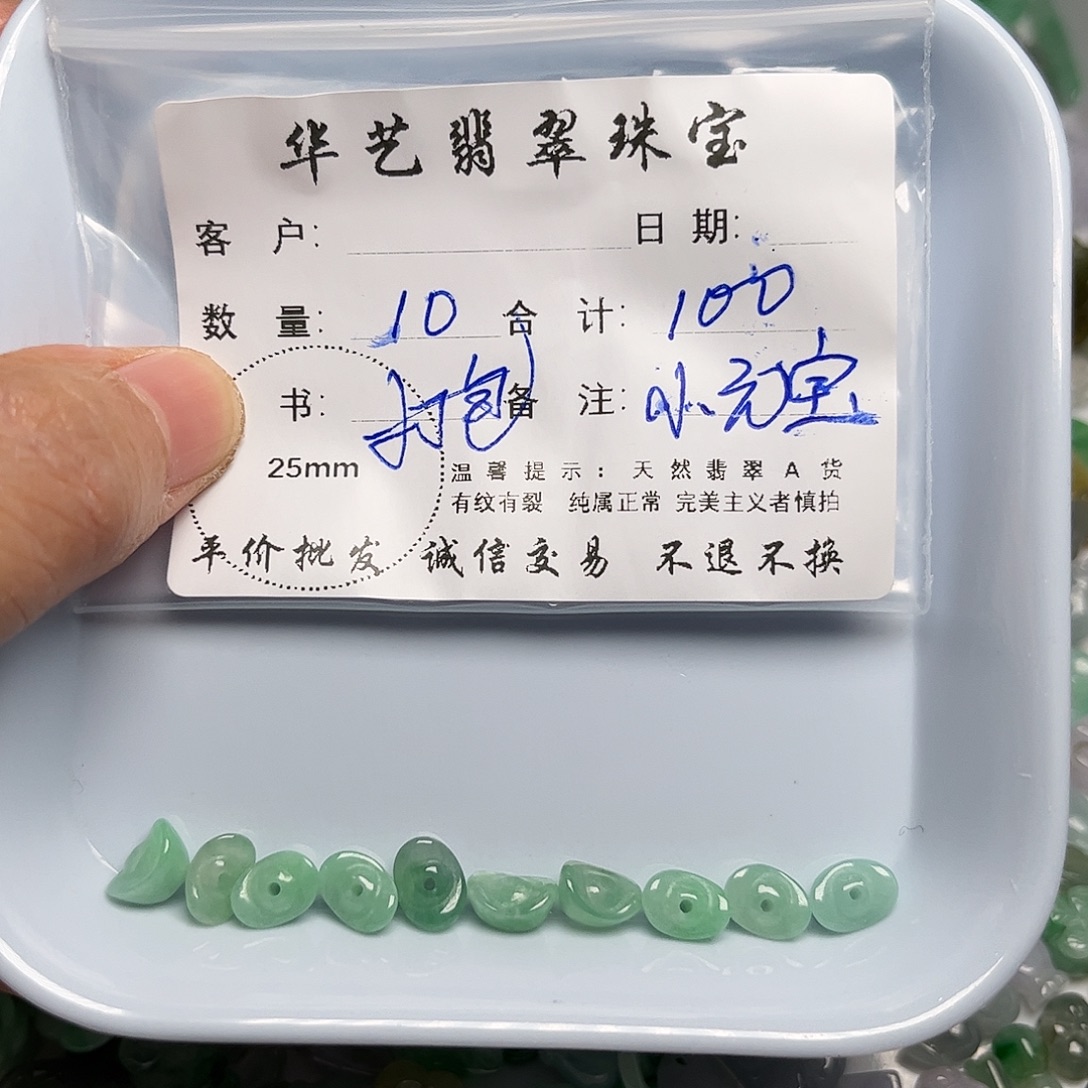 华艺翡翠珠宝
客 户: 日 期:
数 量: 10 合 计: 100
书: 打包 备 注: 小元宝
25mm 温馨提示: 天然翡翠A货
有纹有裂 纯属正常 完美主义者慎拍
平价批发 诚信交易 不退不换